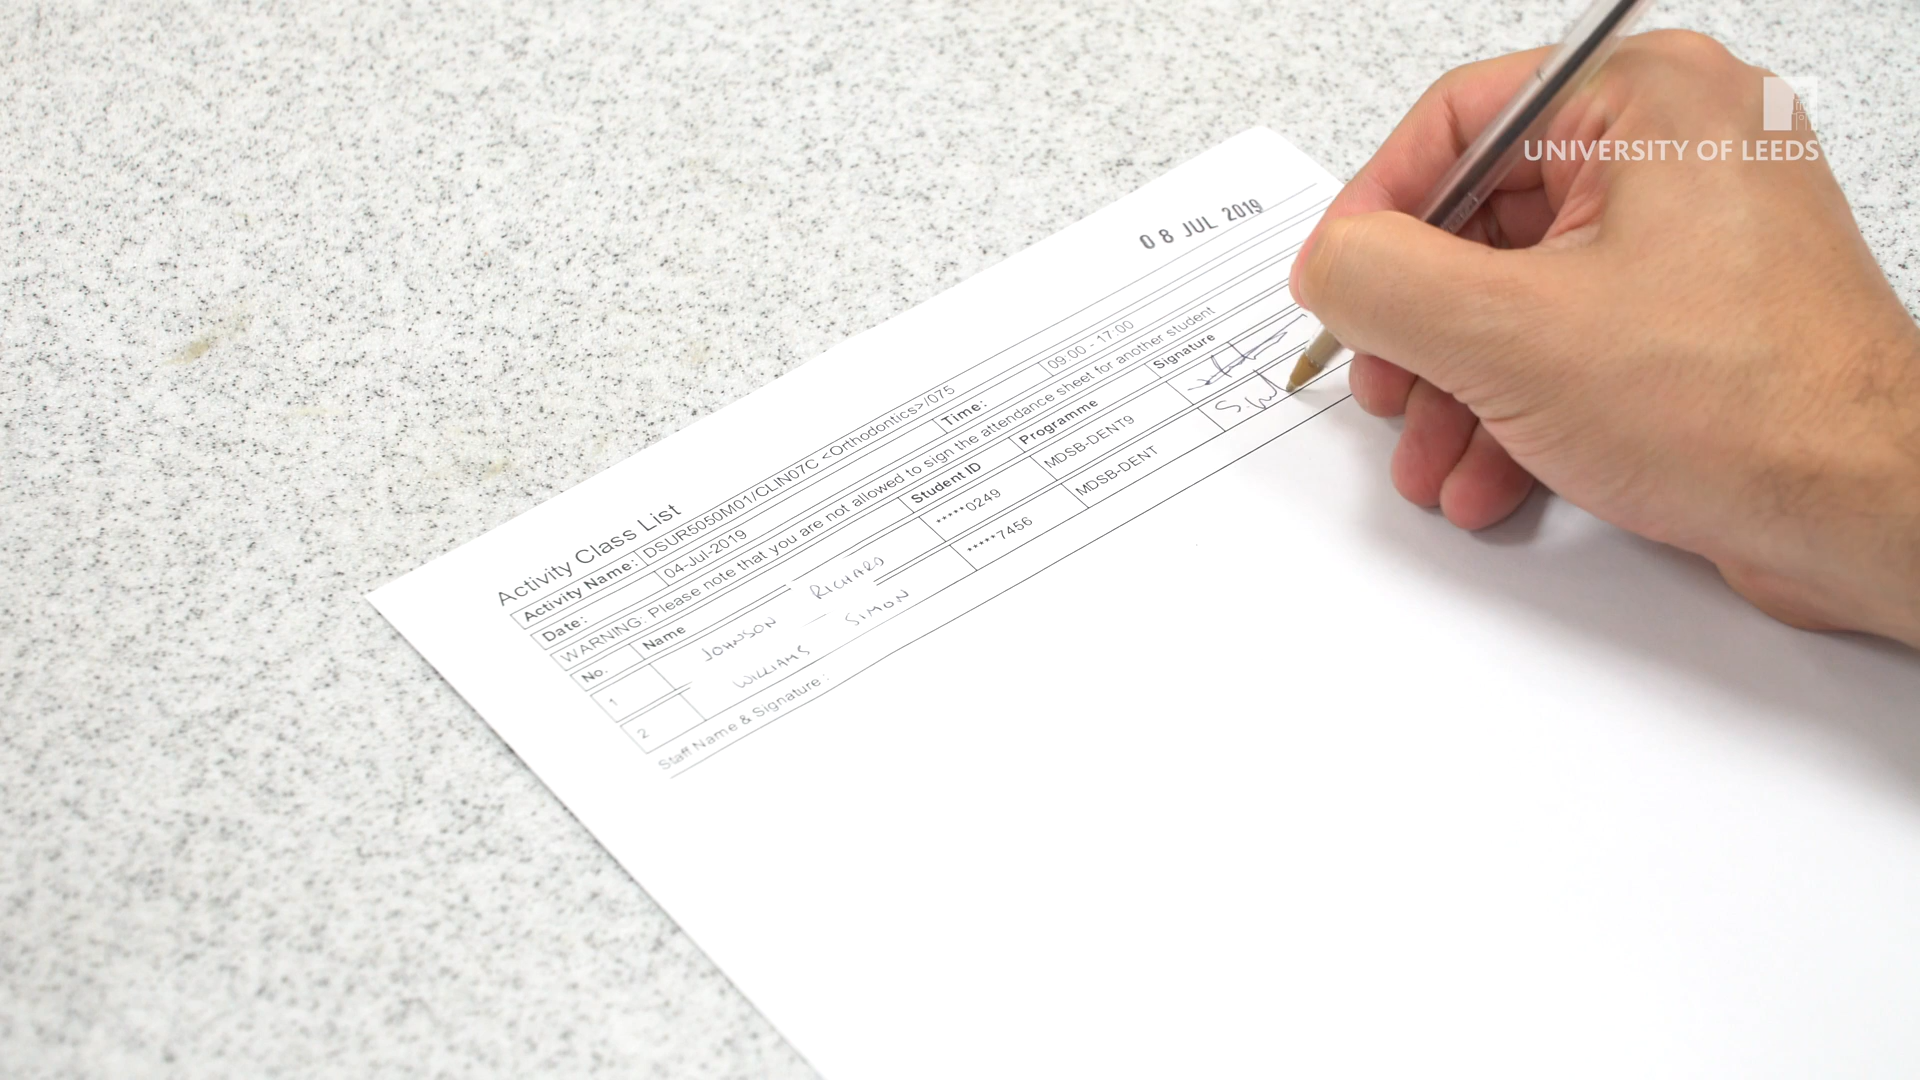 UNIVERSITY OF LEEDS
08 JUL 2019
Activity Class List
Activity Name: DSUR5050M01/CLIN07C <Orthodontics>/075
Date: 04-Jul-2019 Time: 09:00 - 17:00
WARNING: Please note that you are not allowed to sign the attendance sheet for another student
No. Name Student ID Programme Signature
1 JOHNSON RICHARD *****0249 MDSB-DENT9
2 WILLIAMS SIMON *****7456 MDSB-DENT
Staff Name & Signature :